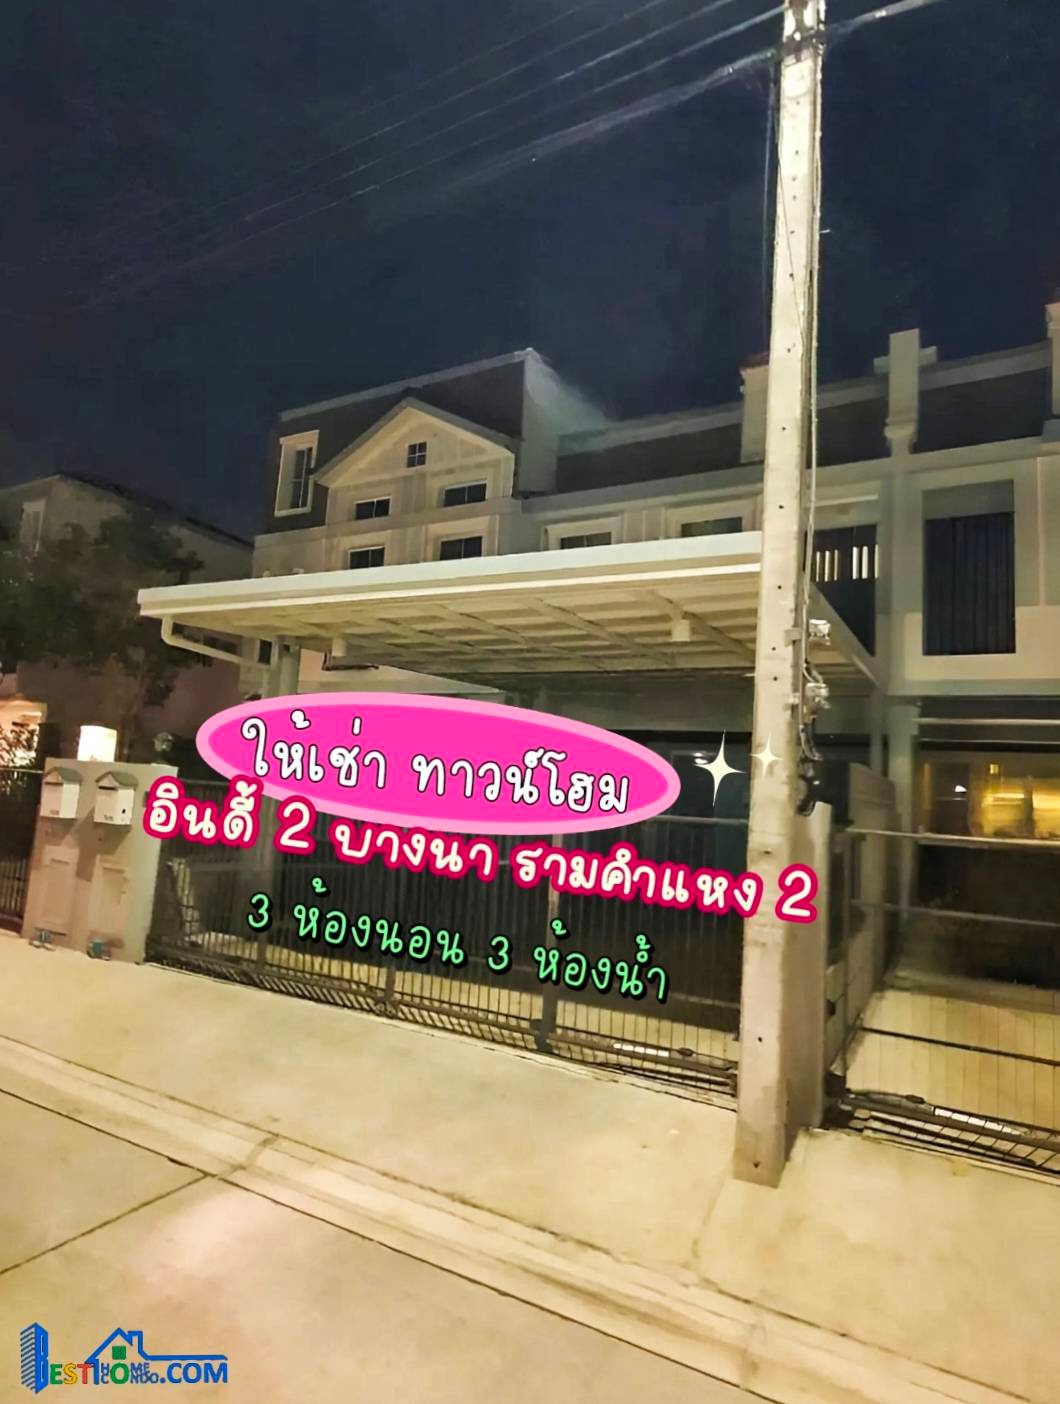 ให้เช่า ทาวน์โฮม
อินดี้ 2 บางนา รามคำแหง 2
3 ห้องนอน 3 ห้องน้ำ
BESTHOMECONDO.COM